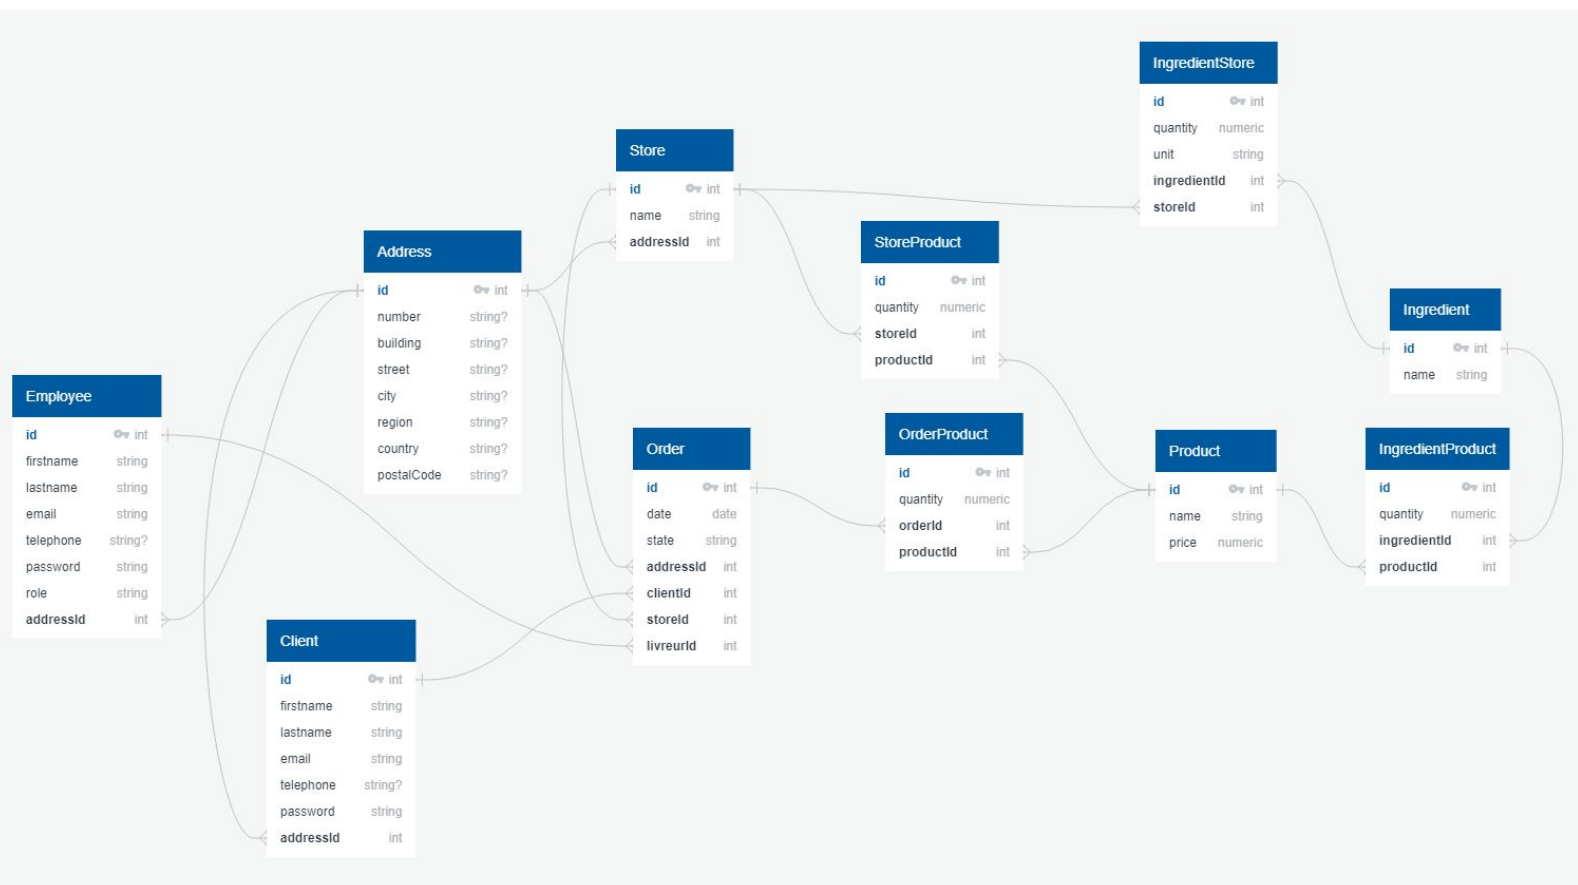 IngredientStore
id int
quantity numeric
unit string
ingredientId int
storeId int
Store
id int
name string
addressId int
StoreProduct
id int
quantity numeric
storeId int
productId int
Address
id int
number string?
building string?
street string?
city string?
region string?
country string?
postalCode string?
Ingredient
id int
name string
Employee
id int
firstname string
lastname string
email string
telephone string?
password string
role string
addressId int
Order
id int
date date
state string
addressId int
clientId int
storeId int
livreurId int
OrderProduct
id int
quantity numeric
orderId int
productId int
Product
id int
name string
price numeric
IngredientProduct
id int
quantity numeric
ingredientId int
productId int
Client
id int
firstname string
lastname string
email string
telephone string?
password string
addressId int